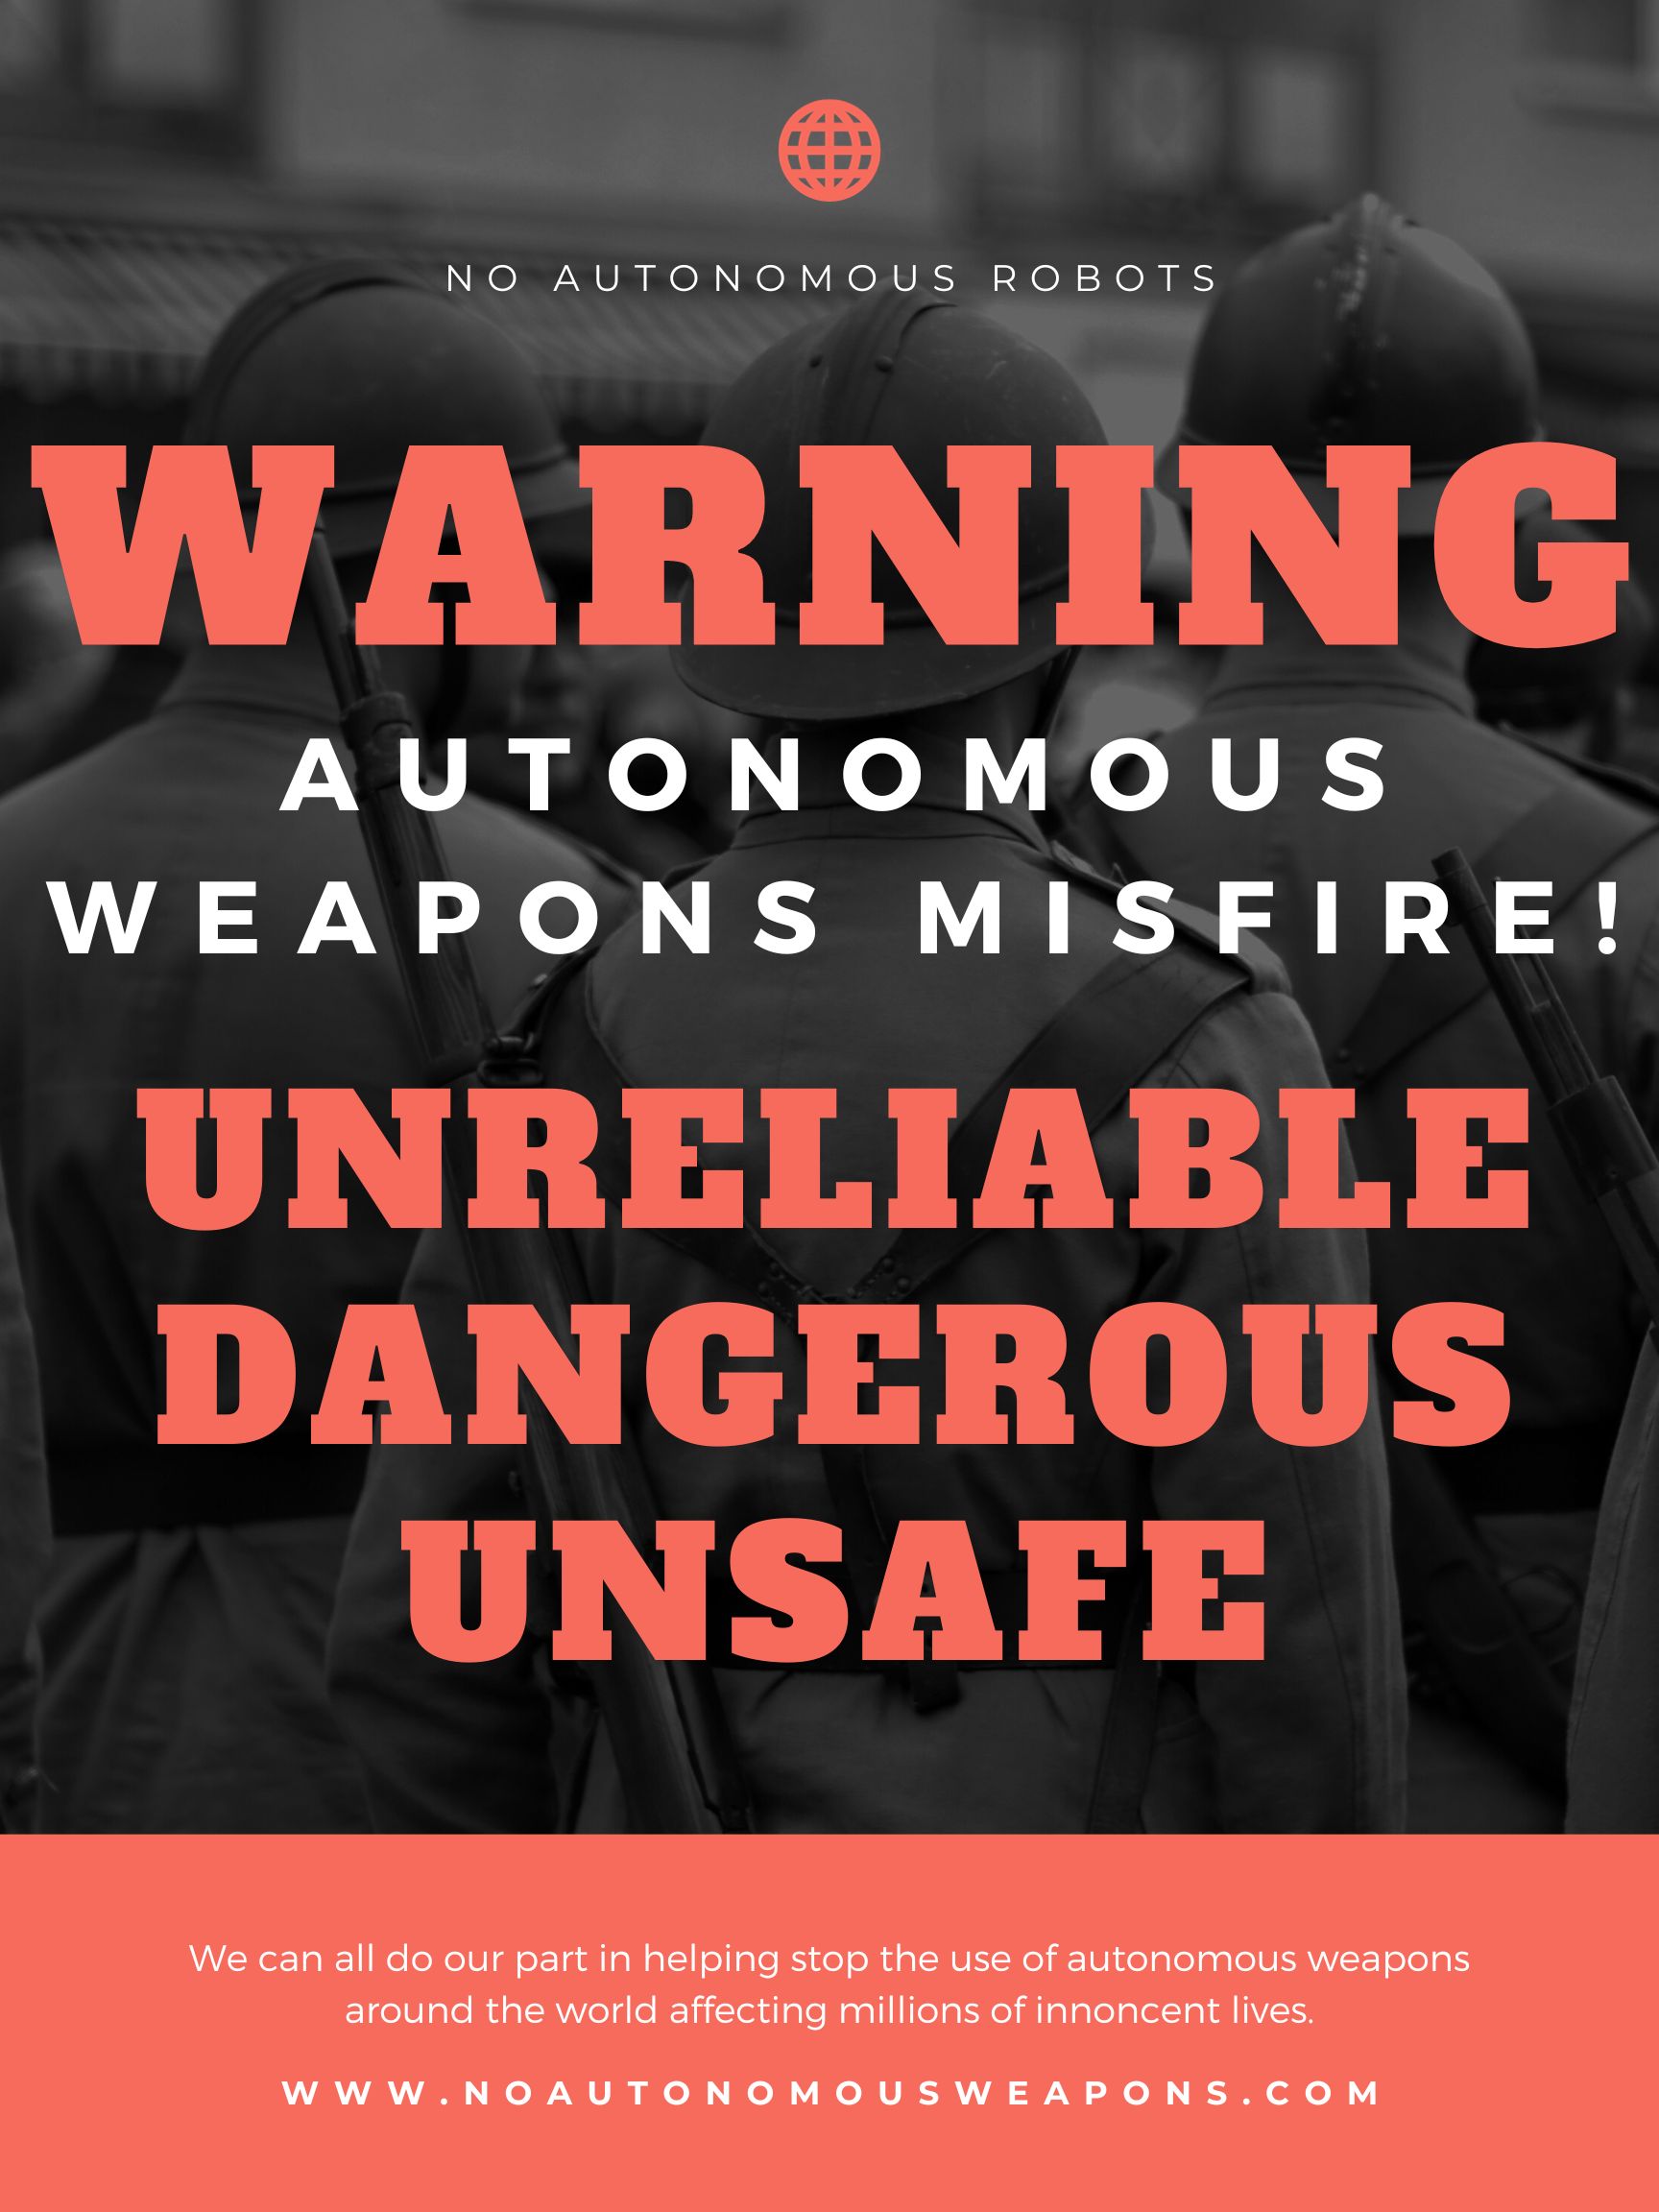 NO AUTONOMOUS ROBOTS
WARNING
AUTONOMOUS
WEAPONS MISFIRE!
UNRELIABLE
DANGEROUS
UNSAFE
We can all do our part in helping stop the use of autonomous weapons
around the world affecting millions of innoncent lives.
WWW.NOAUTONOMOUSWEAPONS.COM